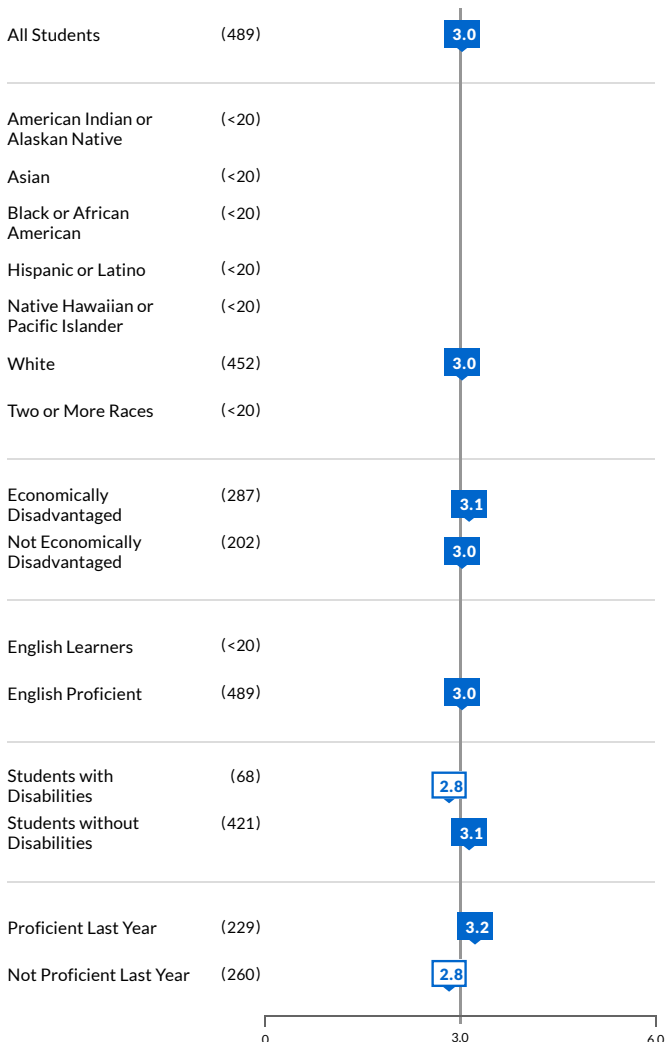 All Students (489) 3.0
American Indian or (<20)
Alaskan Native
Asian (<20)
Black or African (<20)
American
Hispanic or Latino (<20)
Native Hawaiian or (<20)
Pacific Islander
White (452) 3.0
Two or More Races (<20)
Economically (287) 3.1
Disadvantaged
Not Economically (202) 3.0
Disadvantaged
English Learners (<20)
English Proficient (489) 3.0
Students with (68) 2.8
Disabilities
Students without (421) 3.1
Disabilities
Proficient Last Year (229) 3.2
Not Proficient Last Year (260) 2.8
0 3.0 6.0